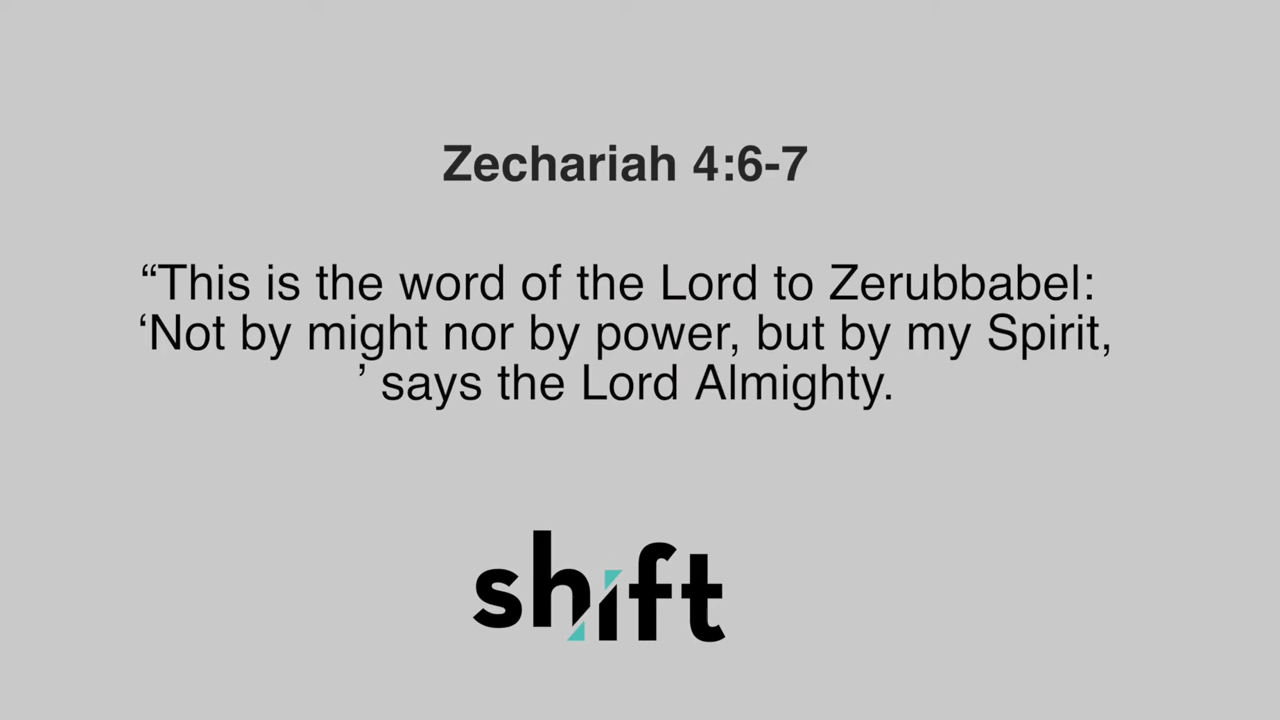 Zechariah 4:6-7
“This is the word of the Lord to Zerubbabel:
‘Not by might nor by power, but by my Spirit,
’ says the Lord Almighty.
shift